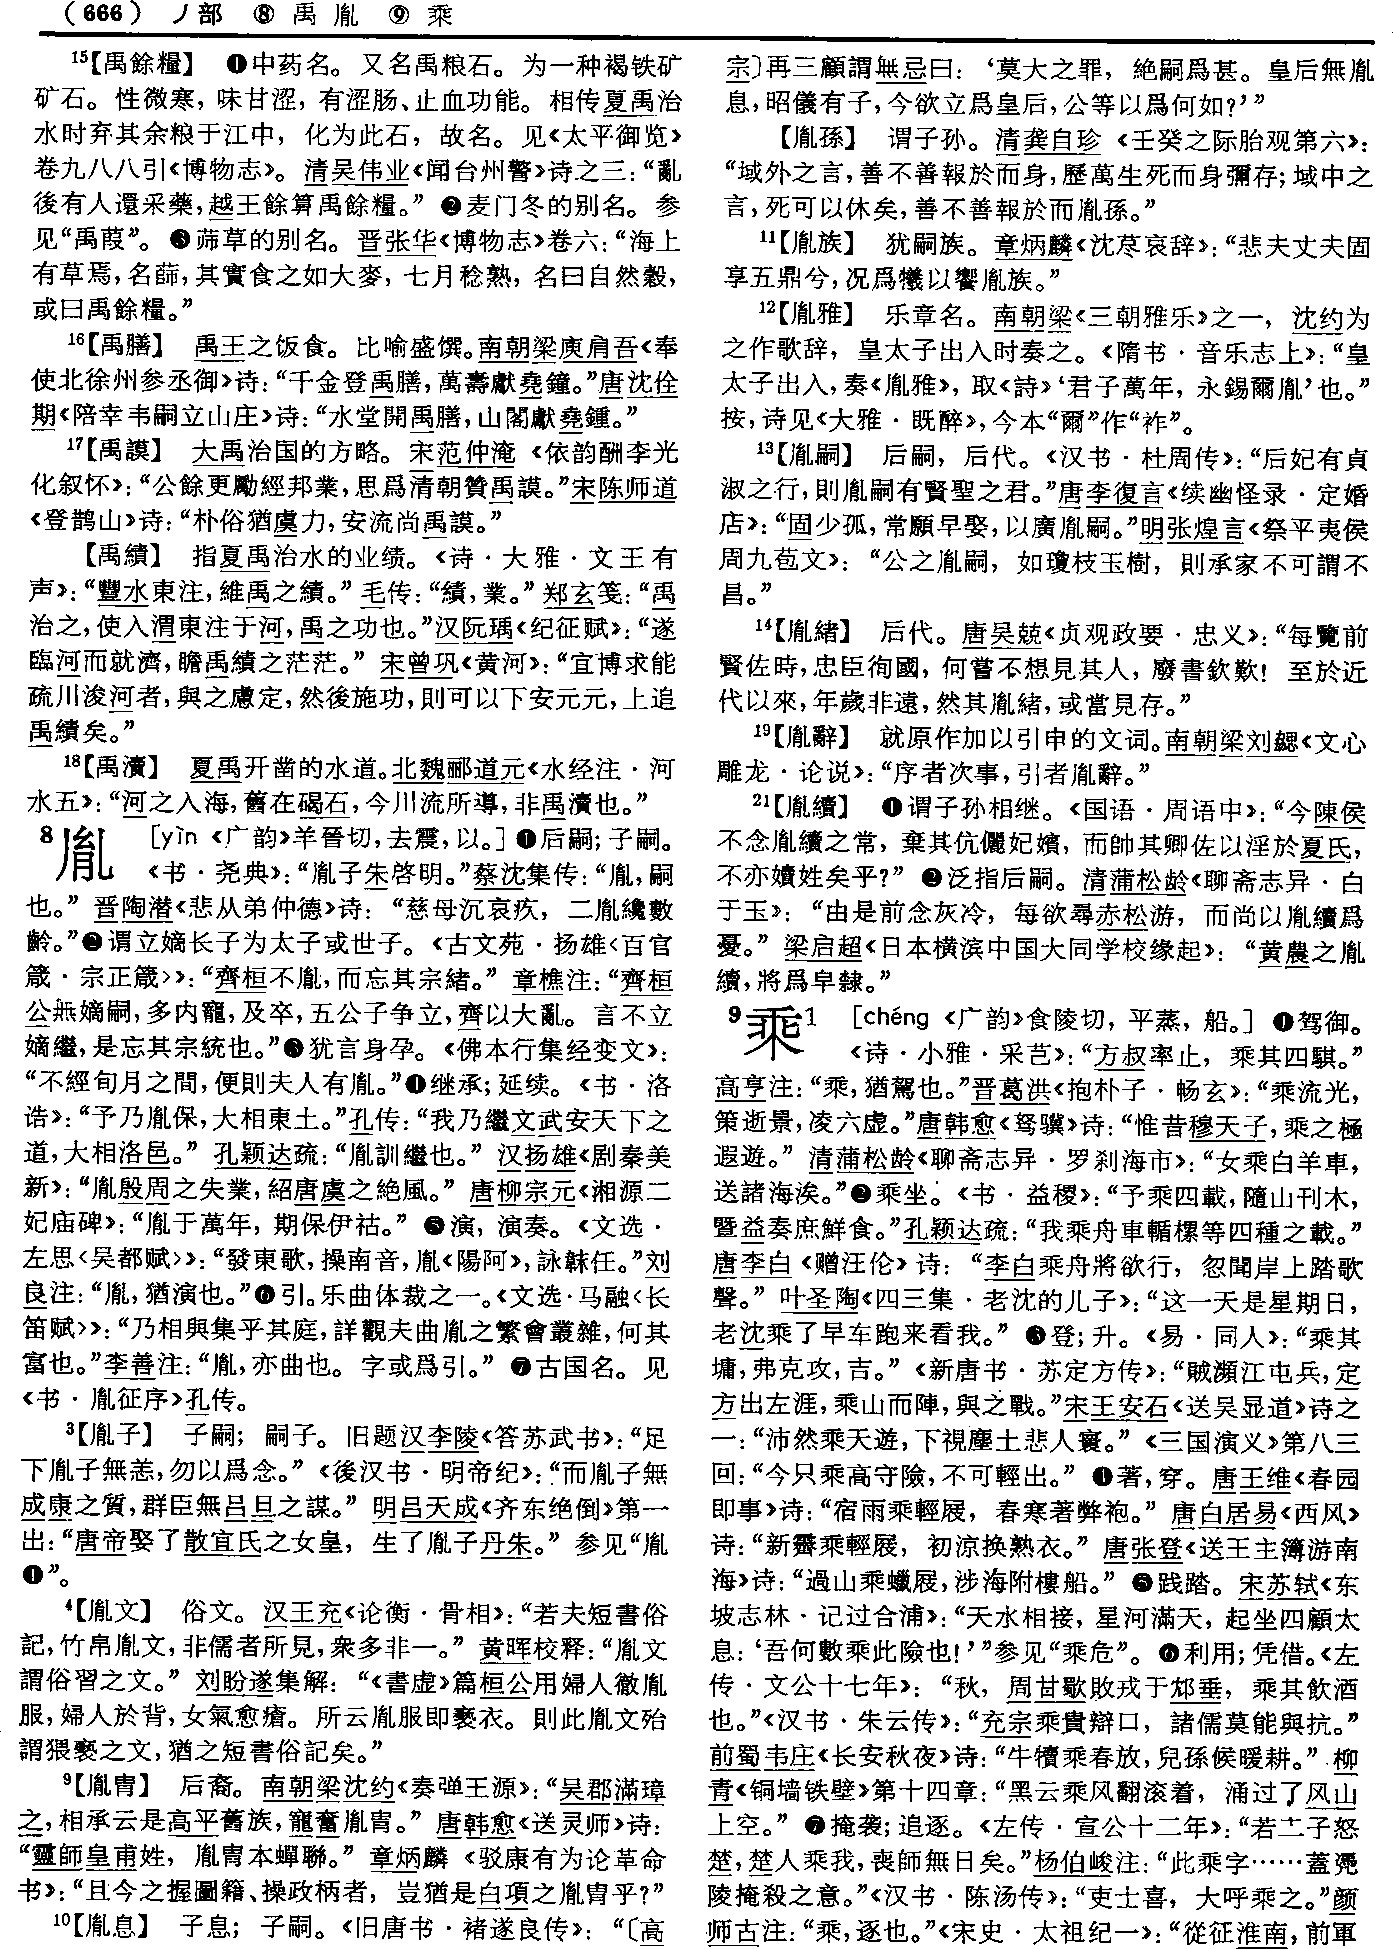 （666） 丿部 ⑧ 禹 胤 ⑨ 乘
15【禹餘糧】 ❶中药名。又名禹粮石。为一种褐铁矿
矿石。性微寒，味甘涩，有涩肠、止血功能。相传夏禹治
水时弃其余粮于江中，化为此石，故名。见《太平御览》
卷九八八引《博物志》。清吴伟业《闻台州警》诗之三：“亂
後有人還采藥，越王餘算禹餘糧。” ❷麦门冬的别名。参
见“禹葭”。❸蒒草的别名。晋张华《博物志》卷六：“海上
有草焉，名蒒，其實食之如大麥，七月稔熟，名曰自然穀，
或曰禹餘糧。”
16【禹膳】 禹王之饭食。比喻盛馔。南朝梁庾肩吾《奉
使北徐州参丞御》诗：“千金登禹膳，萬壽獻堯鐘。”唐沈佺
期《陪幸韦嗣立山庄》诗：“水堂開禹膳，山閣獻堯鍾。”
17【禹謨】 大禹治国的方略。宋范仲淹《依韵酬李光
化叙怀》：“公餘更勵經邦業，思爲清朝贊禹謨。”宋陈师道
《登鹊山》诗：“朴俗猶虞力，安流尚禹謨。”
【禹績】 指夏禹治水的业绩。《诗·大雅·文王有
声》：“豐水東注，維禹之績。”毛传：“績，業。”郑玄笺：“禹
治之，使入渭東注于河，禹之功也。”汉阮瑀《纪征赋》：“遂
臨河而就濟，瞻禹績之茫茫。” 宋曾巩《黄河》：“宜博求能
疏川浚河者，與之慮定，然後施功，則可以下安元元，上追
禹績矣。”
18【禹瀆】 夏禹开凿的水道。北魏郦道元《水经注·河
水五》：“河之入海，舊在碣石，今川流所導，非禹瀆也。”
8胤 ［yìn 《广韵》羊晉切，去震，以。］❶后嗣；子嗣。
《书·尧典》：“胤子朱啓明。”蔡沈集传：“胤，嗣
也。” 晋陶潜《悲从弟仲德》诗：“慈母沉哀疚，二胤纔數
齡。”❷谓立嫡长子为太子或世子。《古文苑·扬雄〈百官
箴·宗正箴〉》：“齊桓不胤，而忘其宗緒。” 章樵注：“齊桓
公無嫡嗣，多内寵，及卒，五公子争立，齊以大亂。言不立
嫡繼，是忘其宗統也。”❸犹言身孕。《佛本行集经变文》：
“不經旬月之間，便則夫人有胤。”❹继承；延续。《书·洛
诰》：“予乃胤保，大相東土。”孔传：“我乃繼文武安天下之
道，大相洛邑。” 孔颖达疏：“胤訓繼也。” 汉扬雄《剧秦美
新》：“胤殷周之失業，紹唐虞之絶風。” 唐柳宗元《湘源二
妃庙碑》：“胤于萬年，期保伊祜。” ❺演，演奏。《文选·
左思〈吴都赋〉》：“發東歌，操南音，胤《陽阿》，詠韎任。”刘
良注：“胤，猶演也。”❻引。乐曲体裁之一。《文选·马融〈长
笛赋〉》：“乃相與集乎其庭，詳觀夫曲胤之繁會叢雜，何其
富也。”李善注：“胤，亦曲也。字或爲引。” ❼古国名。见
《书·胤征序》孔传。
3【胤子】 子嗣；嗣子。旧题汉李陵《答苏武书》：“足
下胤子無恙，勿以爲念。”《後汉书·明帝纪》：“而胤子無
成康之質，群臣無吕旦之謀。” 明吕天成《齐东绝倒》第一
出：“唐帝娶了散宜氏之女皇，生了胤子丹朱。” 参见“胤
❶”。
4【胤文】 俗文。汉王充《论衡·骨相》：“若夫短書俗
記，竹帛胤文，非儒者所見，衆多非一。” 黄晖校释：“胤文
謂俗習之文。” 刘盼遂集解：“《書虚》篇桓公用婦人徹胤
服，婦人於背，女氣愈瘡。所云胤服即褻衣。則此胤文殆
謂猥褻之文，猶之短書俗記矣。”
9【胤胄】 后裔。南朝梁沈约《奏弹王源》：“吴郡滿璋
之，相承云是高平舊族，寵奮胤胄。” 唐韩愈《送灵师》诗：
“靈師皇甫姓，胤胄本蟬聯。” 章炳麟《驳康有为论革命
书》：“且今之握圖籍、操政柄者，豈猶是白項之胤胄乎？”
10【胤息】 子息；子嗣。《旧唐书·褚遂良传》：“〔高
宗〕再三顧謂無忌曰：‘莫大之罪，絶嗣爲甚。皇后無胤
息，昭儀有子，今欲立爲皇后，公等以爲何如？’”
【胤孫】 谓子孙。清龚自珍《壬癸之际胎观第六》：
“域外之言，善不善報於而身，歷萬生死而身彌存；域中之
言，死可以休矣，善不善報於而胤孫。”
11【胤族】 犹嗣族。章炳麟《沈荩哀辞》：“悲夫丈夫固
享五鼎兮，况爲犧以饗胤族。”
12【胤雅】 乐章名。南朝梁《三朝雅乐》之一，沈约为
之作歌辞，皇太子出入时奏之。《隋书·音乐志上》：“皇
太子出入，奏《胤雅》，取《詩》‘君子萬年，永錫爾胤’也。”
按，诗见《大雅·既醉》，今本“爾”作“祚”。
13【胤嗣】 后嗣，后代。《汉书·杜周传》：“后妃有貞
淑之行，則胤嗣有賢聖之君。”唐李復言《续幽怪录·定婚
店》：“固少孤，常願早娶，以廣胤嗣。”明张煌言《祭平夷侯
周九苞文》：“公之胤嗣，如瓊枝玉樹，則承家不可謂不
昌。”
14【胤緒】 后代。唐吴兢《贞观政要·忠义》：“每覽前
賢佐時，忠臣徇國，何嘗不想見其人，廢書欽歎！至於近
代以來，年歲非遠，然其胤緒，或當見存。”
19【胤辭】 就原作加以引申的文词。南朝梁刘勰《文心
雕龙·论说》：“序者次事，引者胤辭。”
21【胤續】 ❶谓子孙相继。《国语·周语中》：“今陳侯
不念胤續之常，棄其伉儷妃嬪，而帥其卿佐以淫於夏氏，
不亦嬻姓矣乎？” ❷泛指后嗣。清蒲松龄《聊斋志异·白
于玉》：“由是前念灰冷，每欲尋赤松游，而尚以胤續爲
憂。” 梁启超《日本横滨中国大同学校缘起》：“黄農之胤
續，將爲皁隸。”
9乘1 ［chéng 《广韵》食陵切，平蒸，船。］ ❶驾御。
《诗·小雅·采芑》：“方叔率止，乘其四騏。”
高亨注：“乘，猶駕也。”晋葛洪《抱朴子·畅玄》：“乘流光，
策逝景，凌六虚。”唐韩愈《驽骥》诗：“惟昔穆天子，乘之極
遐遊。” 清蒲松龄《聊斋志异·罗刹海市》：“女乘白羊車，
送諸海涘。”❷乘坐。《书·益稷》：“予乘四載，隨山刊木，
暨益奏庶鮮食。”孔颖达疏：“我乘舟車輴樏等四種之載。”
唐李白《赠汪伦》诗：“李白乘舟將欲行，忽聞岸上踏歌
聲。” 叶圣陶《四三集·老沈的儿子》：“这一天是星期日，
老沈乘了早车跑来看我。” ❸登；升。《易·同人》：“乘其
墉，弗克攻，吉。”《新唐书·苏定方传》：“賊瀕江屯兵，定
方出左涯，乘山而陣，與之戰。”宋王安石《送吴显道》诗之
一：“沛然乘天遊，下視塵土悲人寰。”《三国演义》第八三
回：“今只乘高守險，不可輕出。” ❹著，穿。唐王维《春园
即事》诗：“宿雨乘輕屐，春寒著弊袍。” 唐白居易《西风》
诗：“新霽乘輕屐，初涼换熟衣。” 唐张登《送王主簿游南
海》诗：“過山乘蠟屐，涉海附樓船。” ❺践踏。宋苏轼《东
坡志林·记过合浦》：“天水相接，星河滿天，起坐四顧太
息：‘吾何數乘此險也！’”参见“乘危”。❻利用；凭借。《左
传·文公十七年》：“秋，周甘歜敗戎于邥垂，乘其飲酒
也。”《汉书·朱云传》：“充宗乘貴辯口，諸儒莫能與抗。”
前蜀韦庄《长安秋夜》诗：“牛犢乘春放，兒孫候暖耕。” 柳
青《铜墙铁壁》第十四章：“黑云乘风翻滚着，涌过了风山
上空。” ❼掩袭；追逐。《左传·宣公十二年》：“若二子怒
楚，楚人乘我，喪師無日矣。”杨伯峻注：“此乘字……蓋凭
陵掩殺之意。”《汉书·陈汤传》：“吏士喜，大呼乘之。”颜
师古注：“乘，逐也。”《宋史·太祖纪一》：“從征淮南，前軍